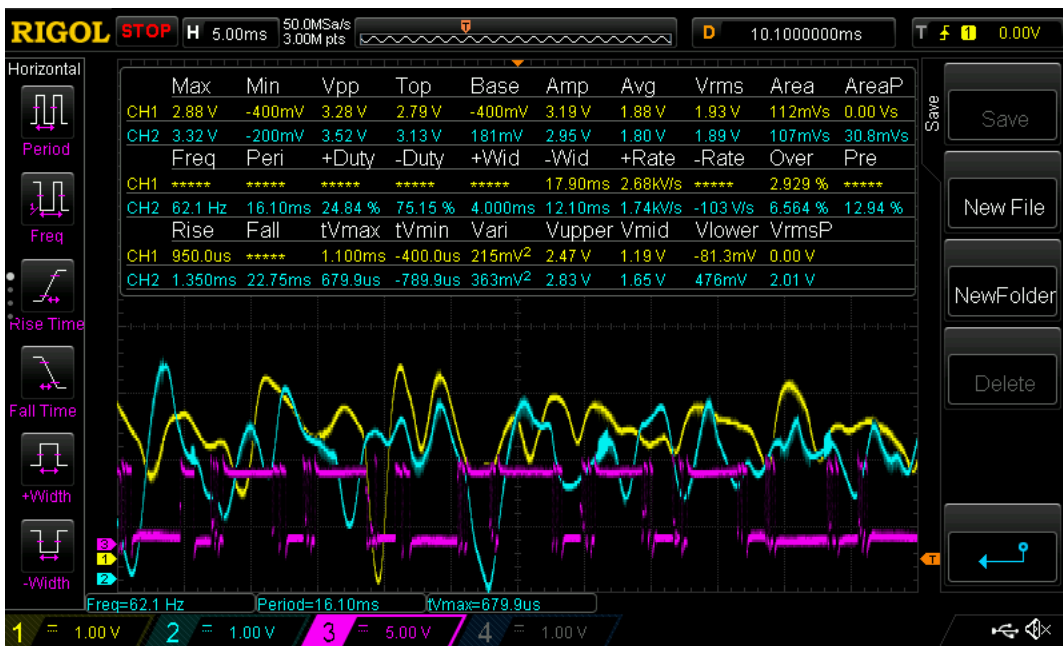 RIGOL STOP H 5.00ms 50.0MSa/s 3.00M pts D 10.1000000ms T 1 0.00V
Horizontal
Period
Freq
Rise Time
Fall Time
+Width
-Width
Max Min Vpp Top Base Amp Avg Vrms Area AreaP
CH1 2.88 V -400mV 3.28 V 2.79 V -400mV 3.19 V 1.88 V 1.93 V 112mVs 0.00 Vs
CH2 3.32 V -200mV 3.52 V 3.13 V 181mV 2.95 V 1.80 V 1.89 V 107mVs 30.8mVs
Freq Peri +Duty -Duty +Wid -Wid +Rate -Rate Over Pre
CH1 ***** ***** ***** ***** ***** 17.90ms 2.68kV/s ***** 2.929 % *****
CH2 62.1 Hz 16.10ms 24.84 % 75.15 % 4.000ms 12.10ms 1.74kV/s -103 V/s 6.564 % 12.94 %
Rise Fall tVmax tVmin Vari Vupper Vmid Vlower VrmsP
CH1 950.0us ***** 1.100ms -400.0us 215mV² 2.47 V 1.19 V -81.3mV 0.00 V
CH2 1.350ms 22.75ms 679.9us -789.9us 363mV² 2.83 V 1.65 V 476mV 2.01 V
3
1
2
T
Save
Save
New File
NewFolder
Delete
Freq=62.1 Hz Period=16.10ms tVmax=679.9us
1 = 1.00 V 2 = 1.00 V 3 = 5.00 V 4 = 1.00 V